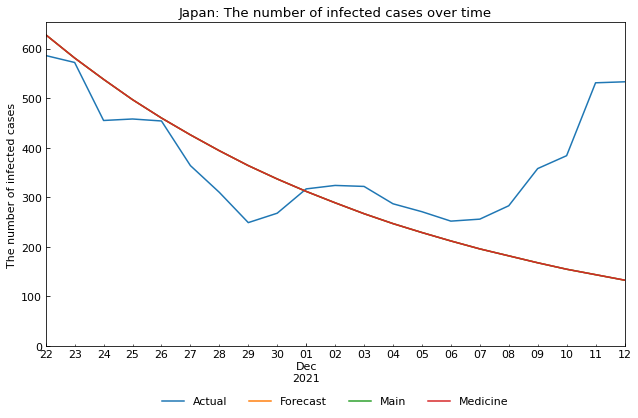 Japan: The number of infected cases over time
The number of infected cases
600
500
400
300
200
100
0
22 23 24 25 26 27 28 29 30 01 02 03 04 05 06 07 08 09 10 11 12
Dec
2021
Actual Forecast Main Medicine